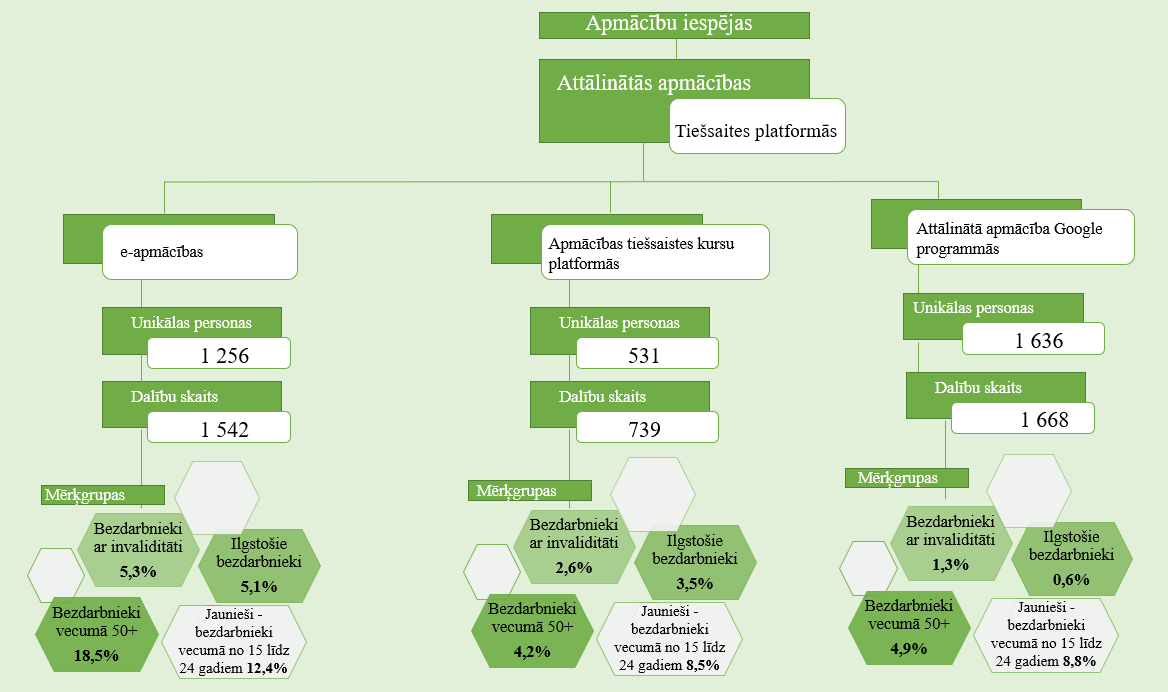 Apmācību iespējas
Attālinātās apmācības
Tiešsaites platformās
e-apmācības
Unikālas personas
1 256
Dalību skaits
1 542
Mērķgrupas
Bezdarbnieki
ar invaliditāti
5,3%
Ilgstošie
bezdarbnieki
5,1%
Bezdarbnieki
vecumā 50+
18,5%
Jaunieši -
bezdarbnieki
vecumā no 15 līdz
24 gadiem 12,4%
Apmācības tiešsaistes kursu
platformās
Unikālas personas
531
Dalību skaits
739
Mērķgrupas
Bezdarbnieki
ar invaliditāti
2,6%
Ilgstošie
bezdarbnieki
3,5%
Bezdarbnieki
vecumā 50+
4,2%
Jaunieši -
bezdarbnieki
vecumā no 15 līdz
24 gadiem 8,5%
Attālinātā apmācība Google
programmās
Unikālas personas
1 636
Dalību skaits
1 668
Mērķgrupas
Bezdarbnieki
ar invaliditāti
1,3%
Ilgstošie
bezdarbnieki
0,6%
Bezdarbnieki
vecumā 50+
4,9%
Jaunieši -
bezdarbnieki
vecumā no 15 līdz
24 gadiem 8,8%